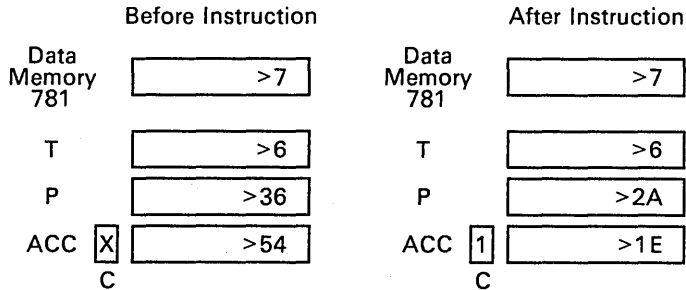 Before Instruction After Instruction
Data Memory 781 >7 Data Memory 781 >7
T >6 T >6
P >36 P >2A
ACC X >54 ACC 1 >1E
C C